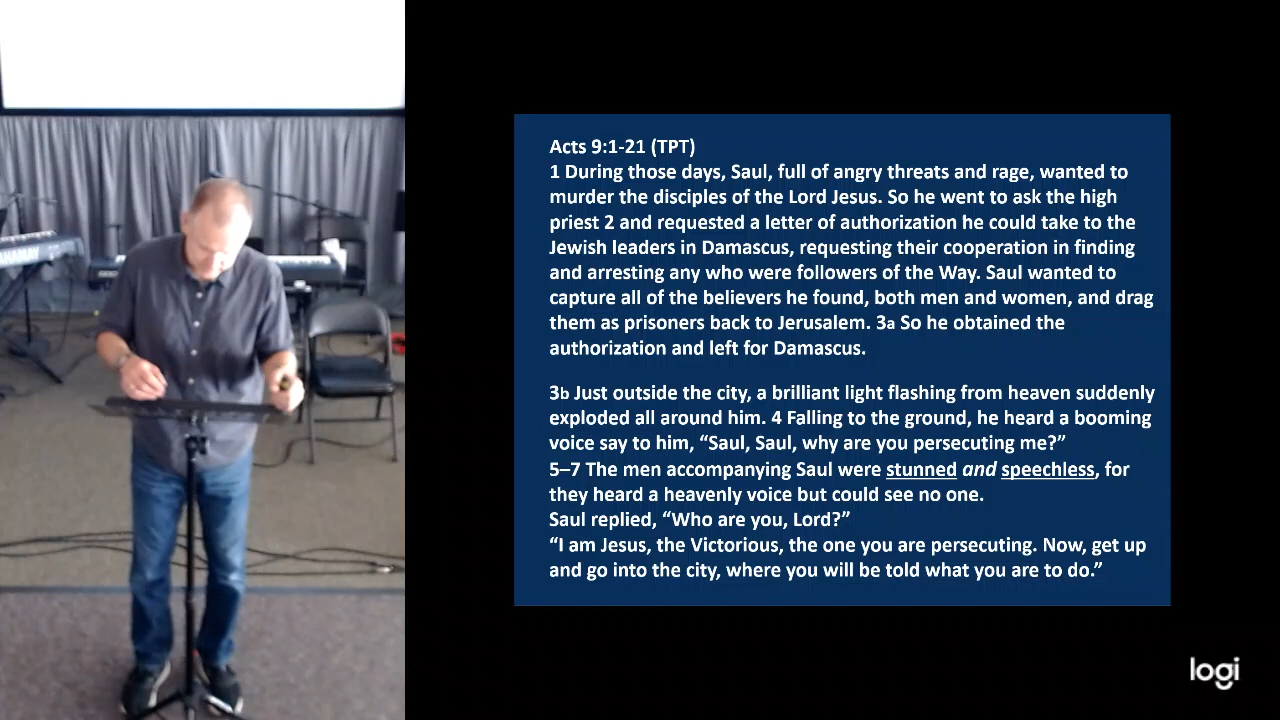 Acts 9:1-21 (TPT)
1 During those days, Saul, full of angry threats and rage, wanted to
murder the disciples of the Lord Jesus. So he went to ask the high
priest 2 and requested a letter of authorization he could take to the
Jewish leaders in Damascus, requesting their cooperation in finding
and arresting any who were followers of the Way. Saul wanted to
capture all of the believers he found, both men and women, and drag
them as prisoners back to Jerusalem. 3a So he obtained the
authorization and left for Damascus.
3b Just outside the city, a brilliant light flashing from heaven suddenly
exploded all around him. 4 Falling to the ground, he heard a booming
voice say to him, “Saul, Saul, why are you persecuting me?”
5–7 The men accompanying Saul were stunned and speechless, for
they heard a heavenly voice but could see no one.
Saul replied, “Who are you, Lord?”
“I am Jesus, the Victorious, the one you are persecuting. Now, get up
and go into the city, where you will be told what you are to do.”
logi